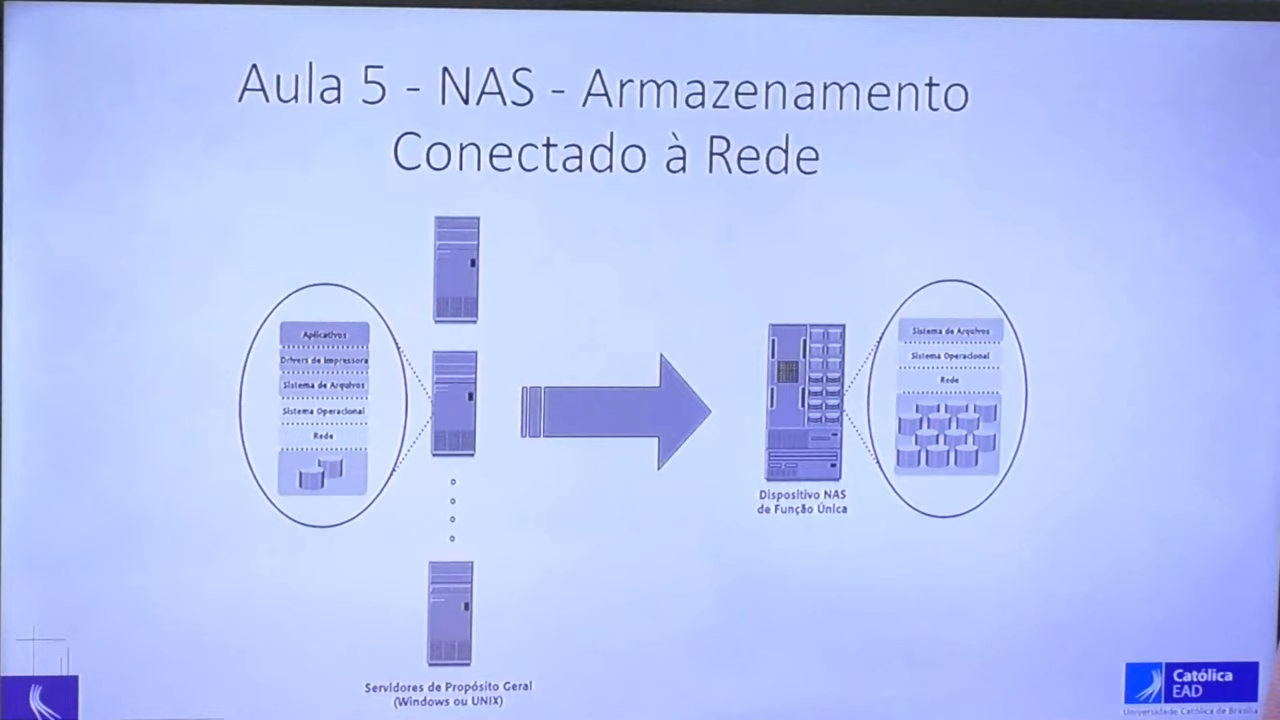 Aula 5 - NAS - Armazenamento
Conectado à Rede
Aplicativos
Drivers de Impressora
Sistema de Arquivos
Sistema Operacional
Rede
Servidores de Propósito Geral
(Windows ou UNIX)
Sistema de Arquivos
Sistema Operacional
Rede
Dispositivo NAS
de Função Única
Católica
EAD
Universidade Católica de Brasília